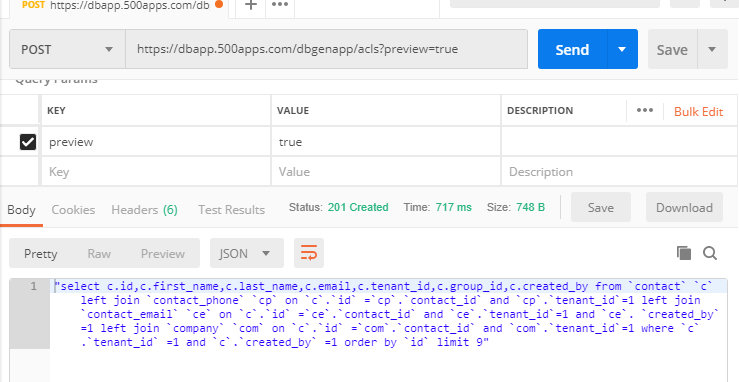 POST https://dbapp.500apps.com/db
POST https://dbapp.500apps.com/dbgenapp/acls?preview=true Send Save
Query Params
KEY VALUE DESCRIPTION ••• Bulk Edit
preview true
Key Value Description
Body Cookies Headers (6) Test Results Status: 201 Created Time: 717 ms Size: 748 B Save Download
Pretty Raw Preview JSON
1 "select c.id,c.first_name,c.last_name,c.email,c.tenant_id,c.group_id,c.created_by from `contact` `c`
left join `contact_phone` `cp` on `c`.`id` =`cp`.`contact_id` and `cp`.`tenant_id`=1 left join
`contact_email` `ce` on `c`.`id` =`ce`.`contact_id` and `ce`.`tenant_id`=1 and `ce`. `created_by`
=1 left join `company` `com` on `c`.`id` =`com`.`contact_id` and `com`.`tenant_id`=1 where `c`
.`tenant_id` =1 and `c`.`created_by` =1 order by `id` limit 9"